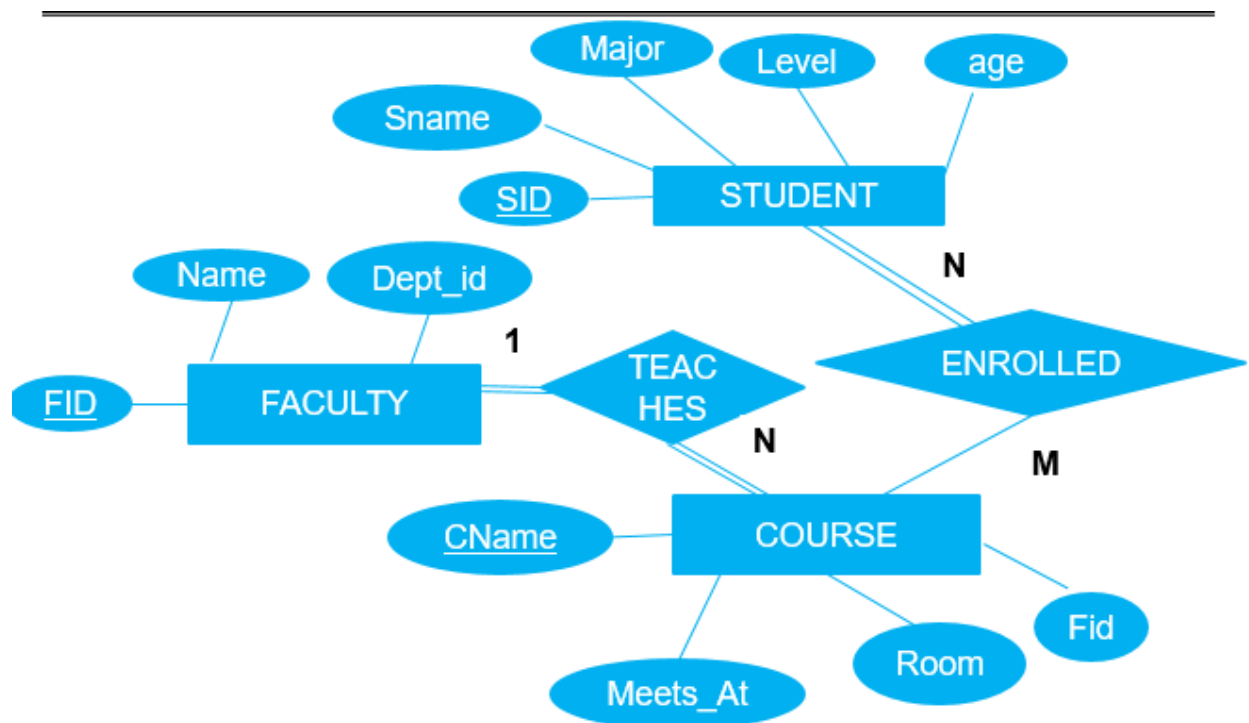 Major
Level
age
Sname
SID
STUDENT
N
Name
Dept_id
1
TEAC
HES
ENROLLED
FID
FACULTY
N
M
CName
COURSE
Fid
Room
Meets_At